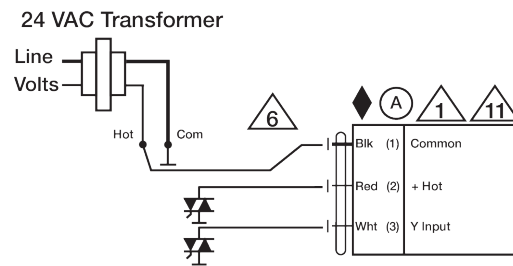 24 VAC Transformer
Line
Volts
Hot Com
6
A
1
11
Blk (1) Common
Red (2) + Hot
Wht (3) Y Input